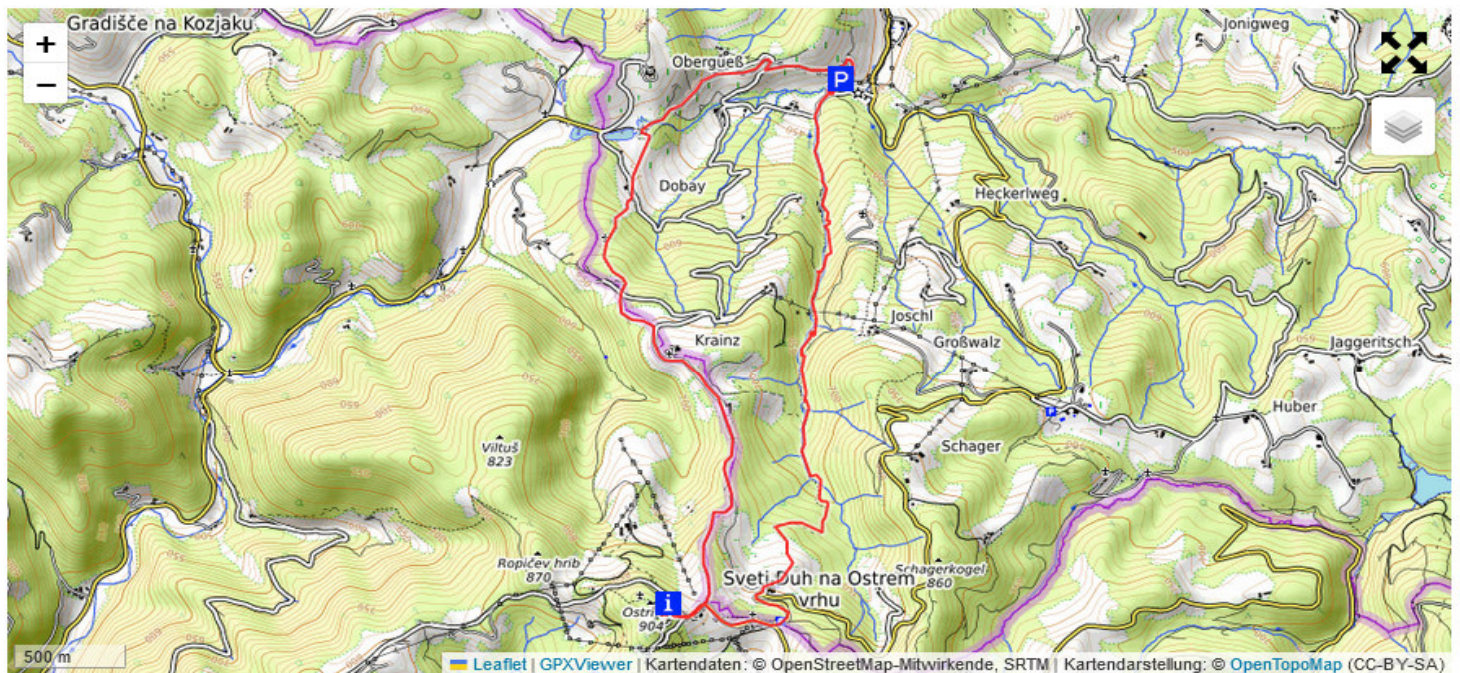 Gradišče na Kozjaku
Jonigweg
+
−
Obergueß
P
Dobay
Heckerlweg
Krainz
Joschl
Großwalz
Jaggeritsch
Huber
Schager
Viltuš
823
Ropičev hrib
870
Sveti Duh na Ostrem
vrhu
Schagerkogel
860
i
904
500 m
Leaflet | GPXViewer | Kartendaten: © OpenStreetMap-Mitwirkende, SRTM | Kartendarstellung: © OpenTopoMap (CC-BY-SA)